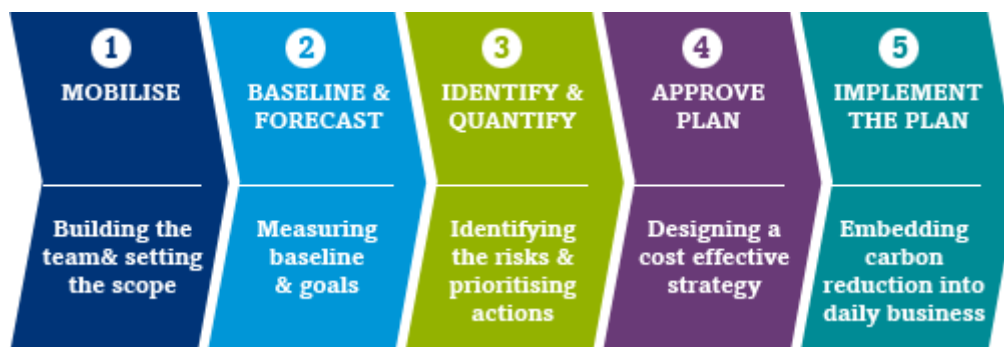 1
MOBILISE
Building the
team& setting
the scope
2
BASELINE &
FORECAST
Measuring
baseline
& goals
3
IDENTIFY &
QUANTIFY
Identifying
the risks &
prioritising
actions
4
APPROVE
PLAN
Designing a
cost effective
strategy
5
IMPLEMENT
THE PLAN
Embedding
carbon
reduction into
daily business